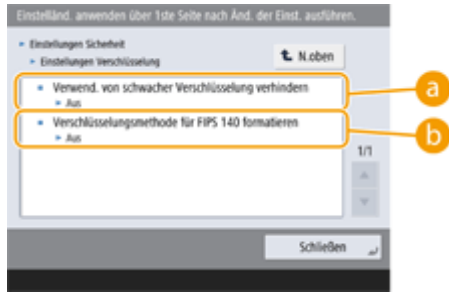 Einstelländ. anwenden über 1ste Seite nach Änd. der Einst. ausführen.
Einstellungen Sicherheit
N.oben
Einstellungen Verschlüsselung
Verwend. von schwacher Verschlüsselung verhindern
Aus
a
Verschlüsselungsmethode für FIPS 140 formatieren
Aus
b
1/1
Schließen